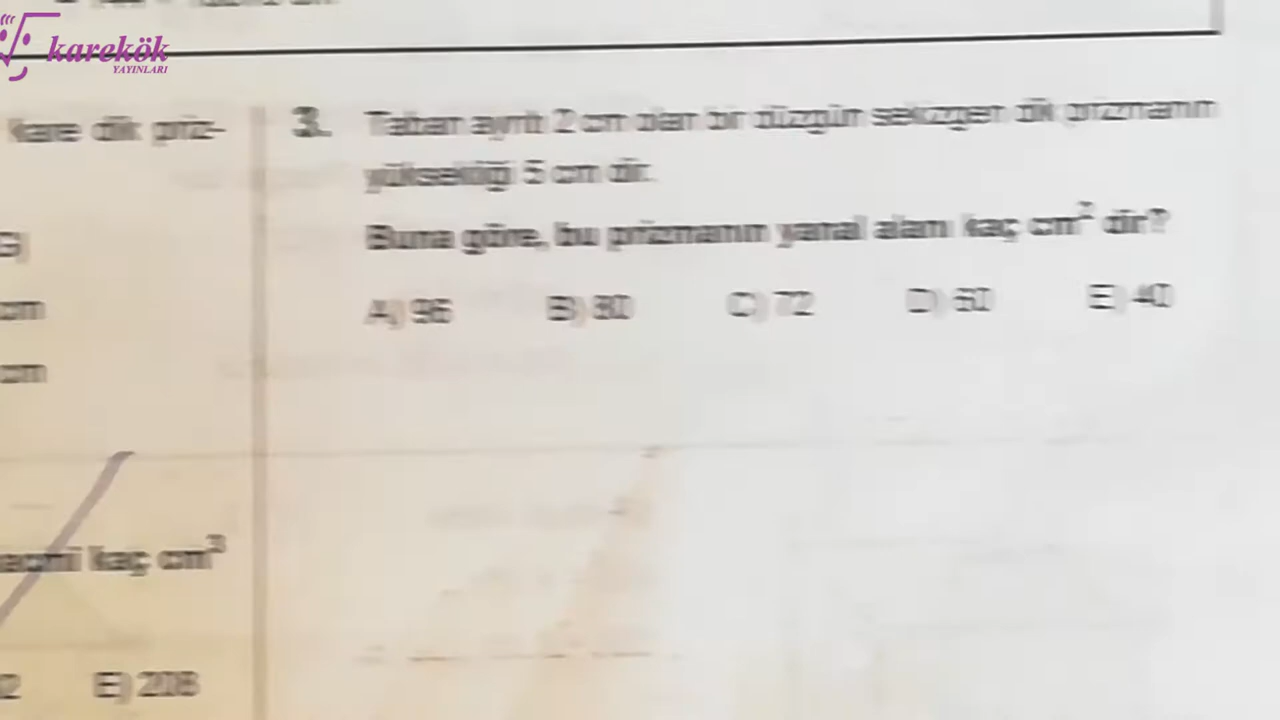 karekök
YAYINLARI
kare dik priz-
cm
cm
kaç cm³
E) 208
3. Taban ayrıtı 2 cm olan bir düzgün sekizgen dik prizmanın
yüksekliği 5 cm dir.
Buna göre, bu prizmanın yanal alanı kaç cm² dir?
A) 96 B) 80 C) 72 D) 60 E) 40